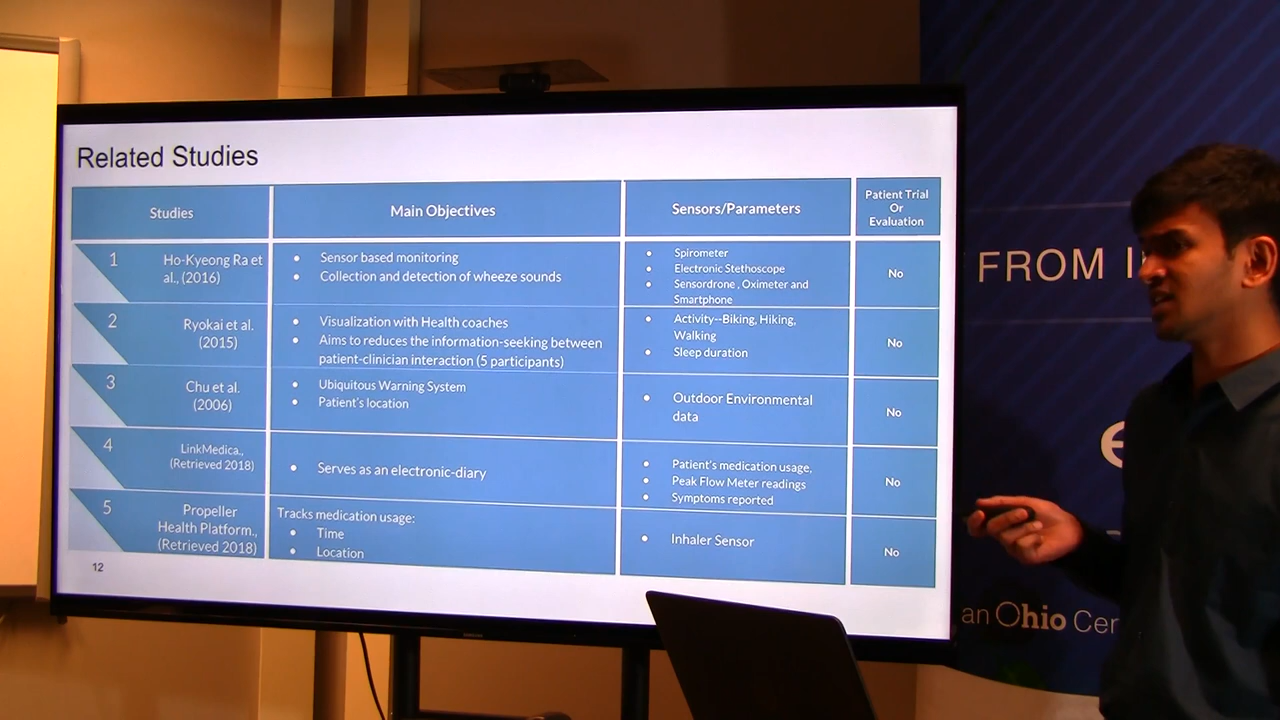 Related Studies
Studies
Main Objectives
Sensors/Parameters
Patient Trial
Or
Evaluation
1
Ho-Kyeong Ra et
al., (2016)
• Sensor based monitoring
• Collection and detection of wheeze sounds
• Spirometer
• Electronic Stethoscope
• Sensordrone , Oximeter and
Smartphone
No
2
Ryokai et al.
(2015)
• Visualization with Health coaches
• Aims to reduces the information-seeking between
patient-clinician interaction (5 participants)
• Activity--Biking, Hiking,
Walking
• Sleep duration
No
3
Chu et al.
(2006)
• Ubiquitous Warning System
• Patient's location
• Outdoor Environmental
data
No
4
LinkMedica.,
(Retrieved 2018)
• Serves as an electronic-diary
• Patient's medication usage,
• Peak Flow Meter readings
• Symptoms reported
No
5
Propeller
Health Platform.,
(Retrieved 2018)
Tracks medication usage:
• Time
• Location
• Inhaler Sensor
No
12
SAMSUNG
FROM
an Ohio